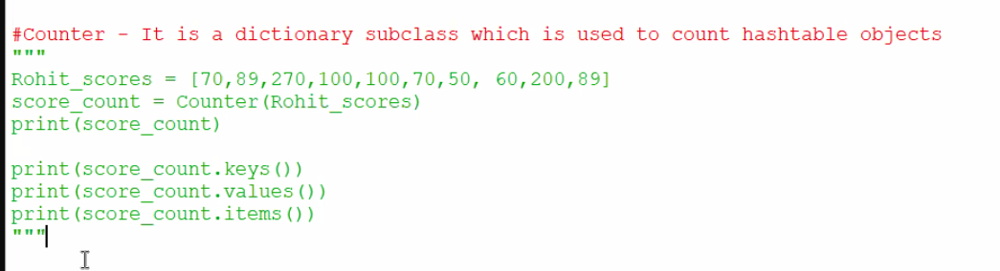 #Counter - It is a dictionary subclass which is used to count hashtable objects
"""
Rohit_scores = [70,89,270,100,100,70,50, 60,200,89]
score_count = Counter(Rohit_scores)
print(score_count)
print(score_count.keys())
print(score_count.values())
print(score_count.items())
"""